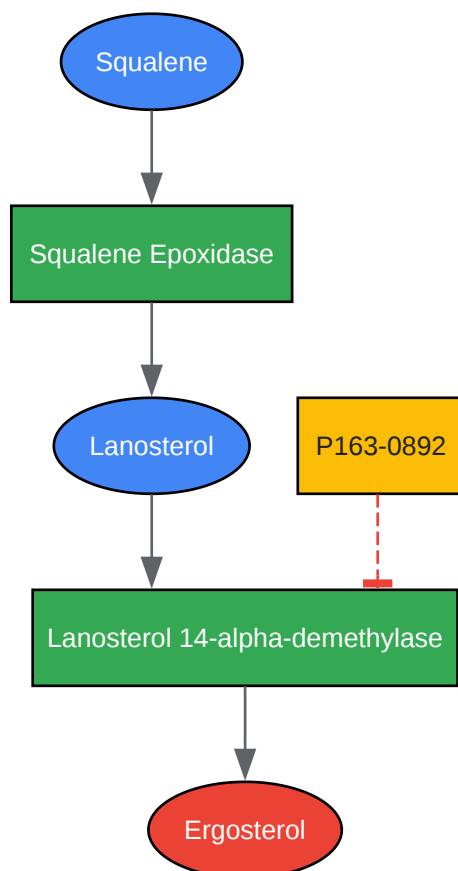 Squalene
Squalene Epoxidase
Lanosterol
P163-0892
Lanosterol 14-alpha-demethylase
Ergosterol